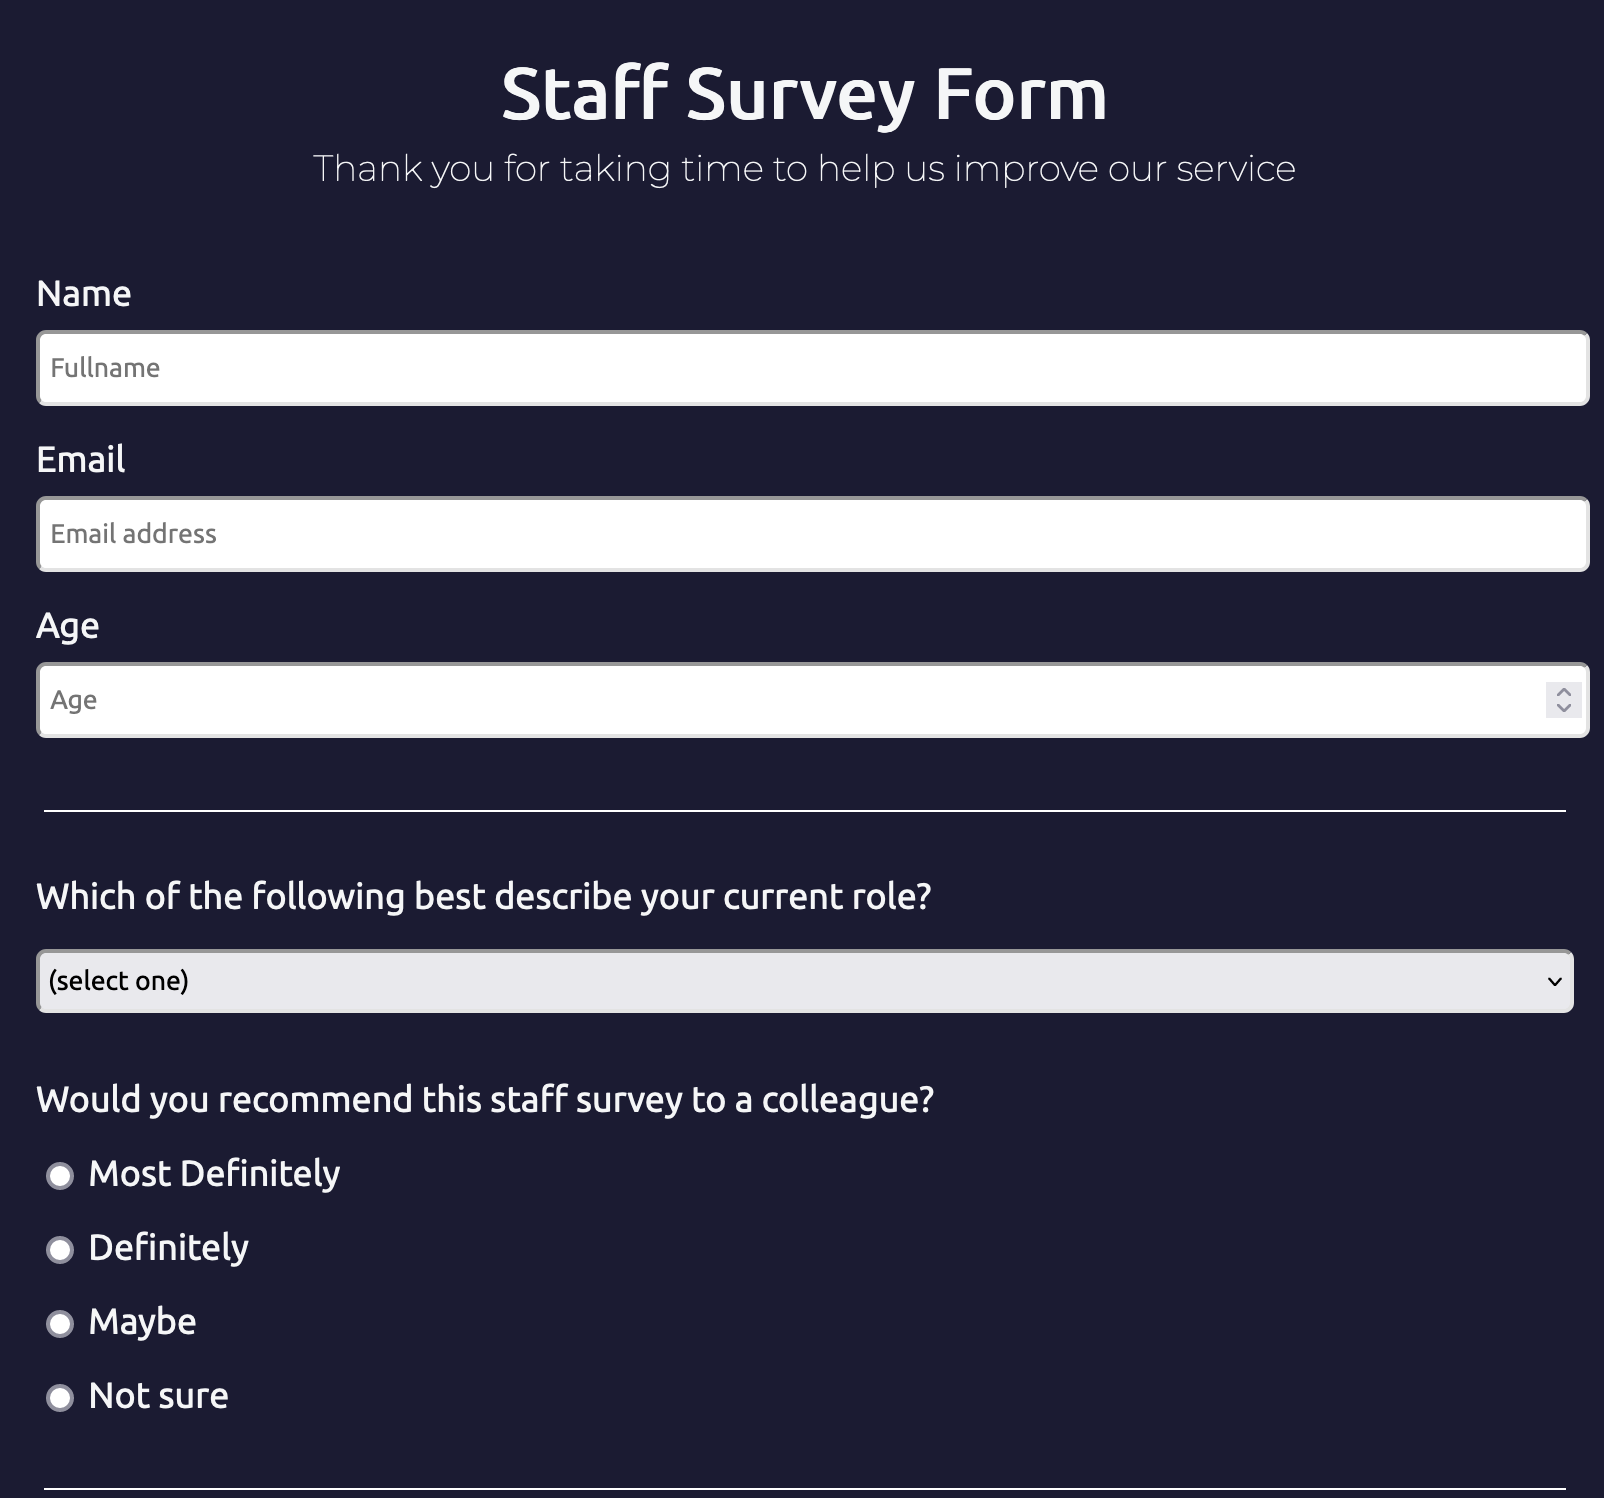 Staff Survey Form
Thank you for taking time to help us improve our service
Name
Fullname
Email
Email address
Age
Age
Which of the following best describe your current role?
(select one)
Would you recommend this staff survey to a colleague?
Most Definitely
Definitely
Maybe
Not sure